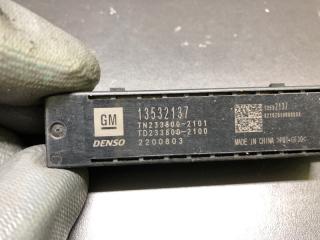 GM
13532137
TN233800-2101
TD233800-2100
DENSO
2200803
MADE IN CHINA